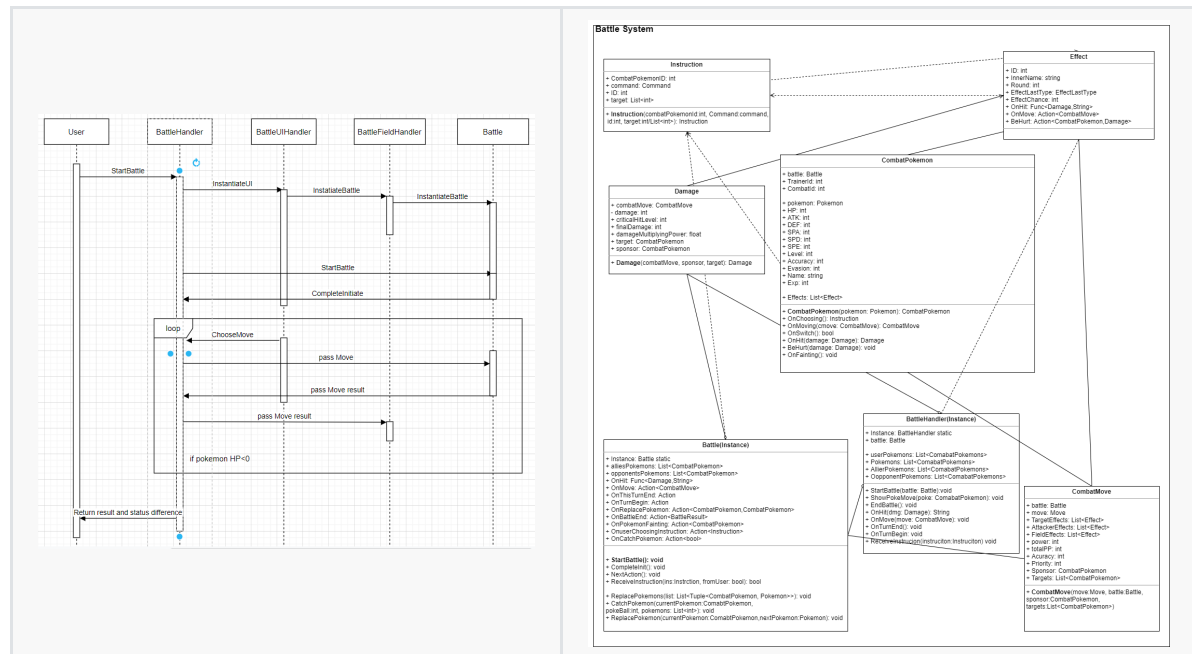 User
BattleHandler
BattleUIHandler
BattleFieldHandler
Battle
StartBattle
InstantiateUI
InstatiateBattle
InstantiateBattle
StartBattle
CompleteInitiate
loop
ChooseMove
pass Move
pass Move result
pass Move result
if pokemon HP<0
Return result and status difference
Battle System
Instruction
+ CombatPokemonID: int
+ command: Command
+ ID: int
+ target: List<int>
+ Instruction(combatPokemonId:int, Command:command,
id:int, target:int/List<int>): Instruction
Effect
+ ID: int
+ InnerName: string
+ Round: int
+ EffectLastType: EffectLastType
+ EffectChance: int
+ OnHit: Func<Damage,String>
+ OnMove: Action<CombatMove>
+ BeHurt: Action<CombatPokemon,Damage>
CombatPokemon
+ battle: Battle
+ TrainerId: int
+ CombatId: int
+ pokemon: Pokemon
+ HP: int
+ ATK: int
+ DEF: int
+ SPA: int
+ SPD: int
+ SPE: int
+ Level: int
+ Accuracy: int
+ Evasion: int
+ Name: string
+ Exp: int
+ Effects: List<Effect>
+ CombatPokemon(pokemon: Pokemon): CombatPokemon
+ OnChoosing(): Instruction
+ OnMoving(cmove: CombatMove): CombatMove
+ OnSwitch(): bool
+ OnHit(damage: Damage): Damage
+ BeHurt(damage: Damage): void
+ OnFainting(): void
Damage
+ combatMove: CombatMove
- damage: int
+ criticalHitLevel: int
+ finalDamage: int
+ damageMultiplyingPower: float
+ target: CombatPokemon
+ sponsor: CombatPokemon
+ Damage(combatMove, sponsor, target): Damage
Battle(Instance)
+ Instance: Battle static
+ alliesPokemons: List<CombatPokemon>
+ opponentsPokemons: List<CombatPokemon>
+ OnHit: Func<Damage,String>
+ OnMove: Action<CombatMove>
+ OnThisTurnEnd: Action
+ OnTurnBegin: Action
+ OnReplacePokemon: Action<CombatPokemon,CombatPokemon>
+ OnBattleEnd: Action<BattleResult>
+ OnPokemonFainting: Action<CombatPokemon>
+ OnuserChoosingInstruction: Action<Instruction>
+ OnCatchPokemon: Action<bool>
+ StartBattle(): void
+ CompleteInit(): void
+ NextAction(): void
+ ReceiveInstruction(ins:Instrction, fromUser: bool): bool
+ ReplacePokemons(list: List<Tuple<CombatPokemon, Pokemon>>): void
+ CatchPokemon(currentPokemon:ComabtPokemon,
pokeBall:int, pokemons: List<int>): void
+ ReplacePokemon(currentPokemon:ComabtPokemon,nextPokemon:Pokemon): void
BattleHandler(Instance)
+ Instance: BattleHandler static
+ battle: Battle
+ userPokemons: List<CamabatPokemons>
+ Pokemons: List<ComabatPokemons>
+ AllierPokemons: List<CamabatPokemons>
+ OopponentPokemons: List<CombatPokemons>
+ StartBattle(battle: Battle):void
+ ShowPokeMove(poke: CombatPokemon): void
+ EndBattle(): void
+ OnHit(dmg: Damage): String
+ OnMove(move: CombatMove): void
+ OnTurnEnd(): void
+ OnTurnBegin: void
+ ReceiveInstrucion(instruciton:Instruciton) void
CombatMove
+ battle: Battle
+ move: Move
+ TargetEffects: List<Effect>
+ AttackerEffects: List<Effect>
+ FieldEffects: List<Effect>
+ power: int
+ totalPP: int
+ Acuracy: int
+ Priority: int
+ Sponsor: CombatPokemon
+ Targets: List<CombatPokemon>
+ CombatMove(move:Move, battle:Battle,
sponsor:CombatPokemon,
targets:List<CombatPokemon>)